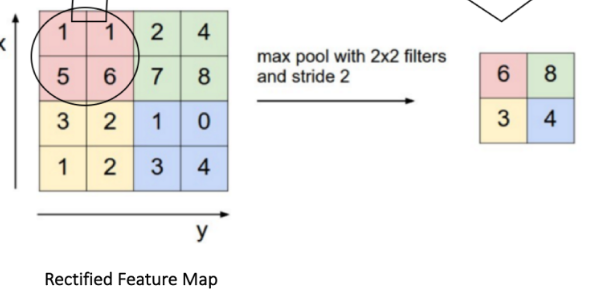 x
1 1 2 4
5 6 7 8
3 2 1 0
1 2 3 4
max pool with 2x2 filters
and stride 2
6 8
3 4
y
Rectified Feature Map